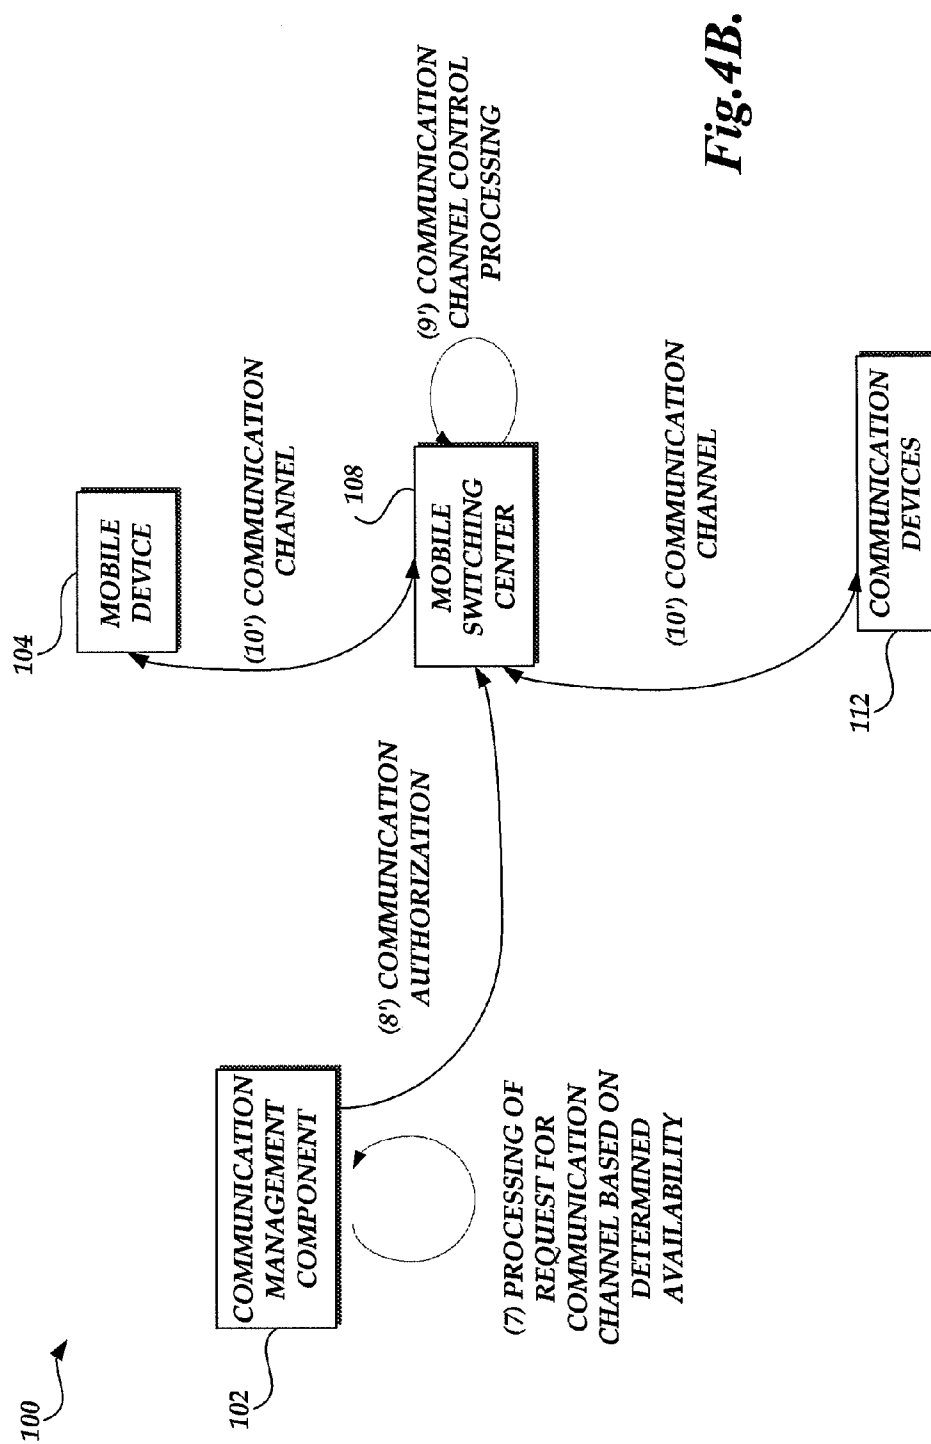 100
102
COMMUNICATION
MANAGEMENT
COMPONENT
(7) PROCESSING OF
REQUEST FOR
COMMUNICATION
CHANNEL BASED ON
DETERMINED
AVAILABILITY
(8') COMMUNICATION
AUTHORIZATION
104
MOBILE
DEVICE
(10') COMMUNICATION
CHANNEL
108
MOBILE
SWITCHING
CENTER
(9') COMMUNICATION
CHANNEL CONTROL
PROCESSING
(10') COMMUNICATION
CHANNEL
112
COMMUNICATION
DEVICES
Fig.4B.